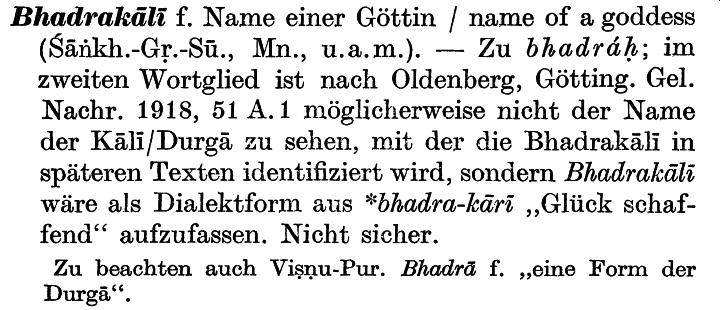 Bhadrakālī f. Name einer Göttin / name of a goddess
(Śāṅkh.-Gṛ.-Sū., Mn., u.a.m.). — Zu bhadráḥ; im
zweiten Wortglied ist nach Oldenberg, Götting. Gel.
Nachr. 1918, 51 A. 1 möglicherweise nicht der Name
der Kālī/Durgā zu sehen, mit der die Bhadrakālī in
späteren Texten identifiziert wird, sondern Bhadrakālī
wäre als Dialektform aus *bhadra-kārī „Glück schaf-
fend“ aufzufassen. Nicht sicher.
Zu beachten auch Viṣṇu-Pur. Bhadrā f. „eine Form der
Durgā“.